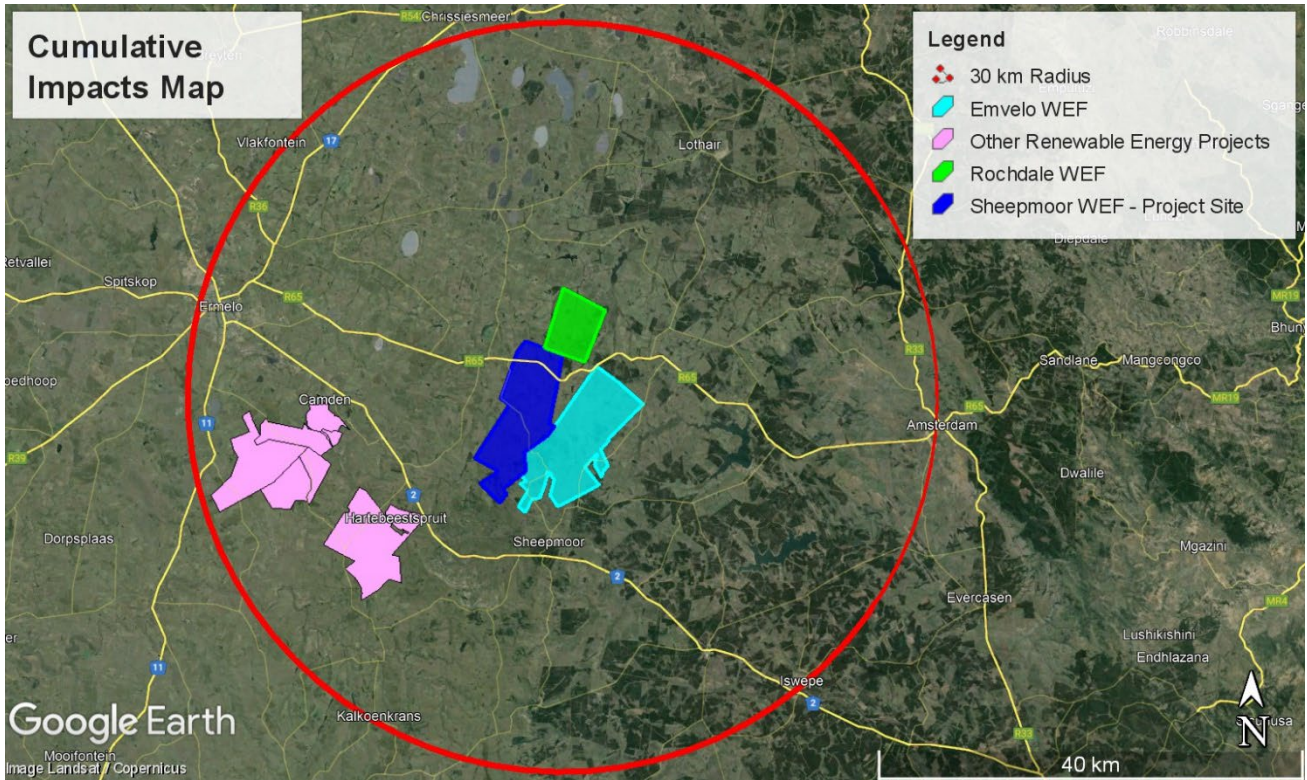 Cumulative
Impacts Map
Legend
30 km Radius
Emvelo WEF
Other Renewable Energy Projects
Rochdale WEF
Sheepmoor WEF - Project Site
R54
Chrissiesmeer
Vlakfontein
17
Lothair
R36
Spitskop
Ermelo
R65
R65
R65
R33
MR19
Sandlane
Mangcongco
MR19
R65
Camden
11
Amsterdam
R39
2
Hartebeestspruit
Dwalile
Dorpsplaas
Sheepmoor
Mgazini
2
Evercasen
MR4
Lushikishini
Endhlazana
11
Iswepe
2
Kalkoenkrans
R33
N
Google Earth
Mooifontein
Image Landsat / Copernicus
40 km